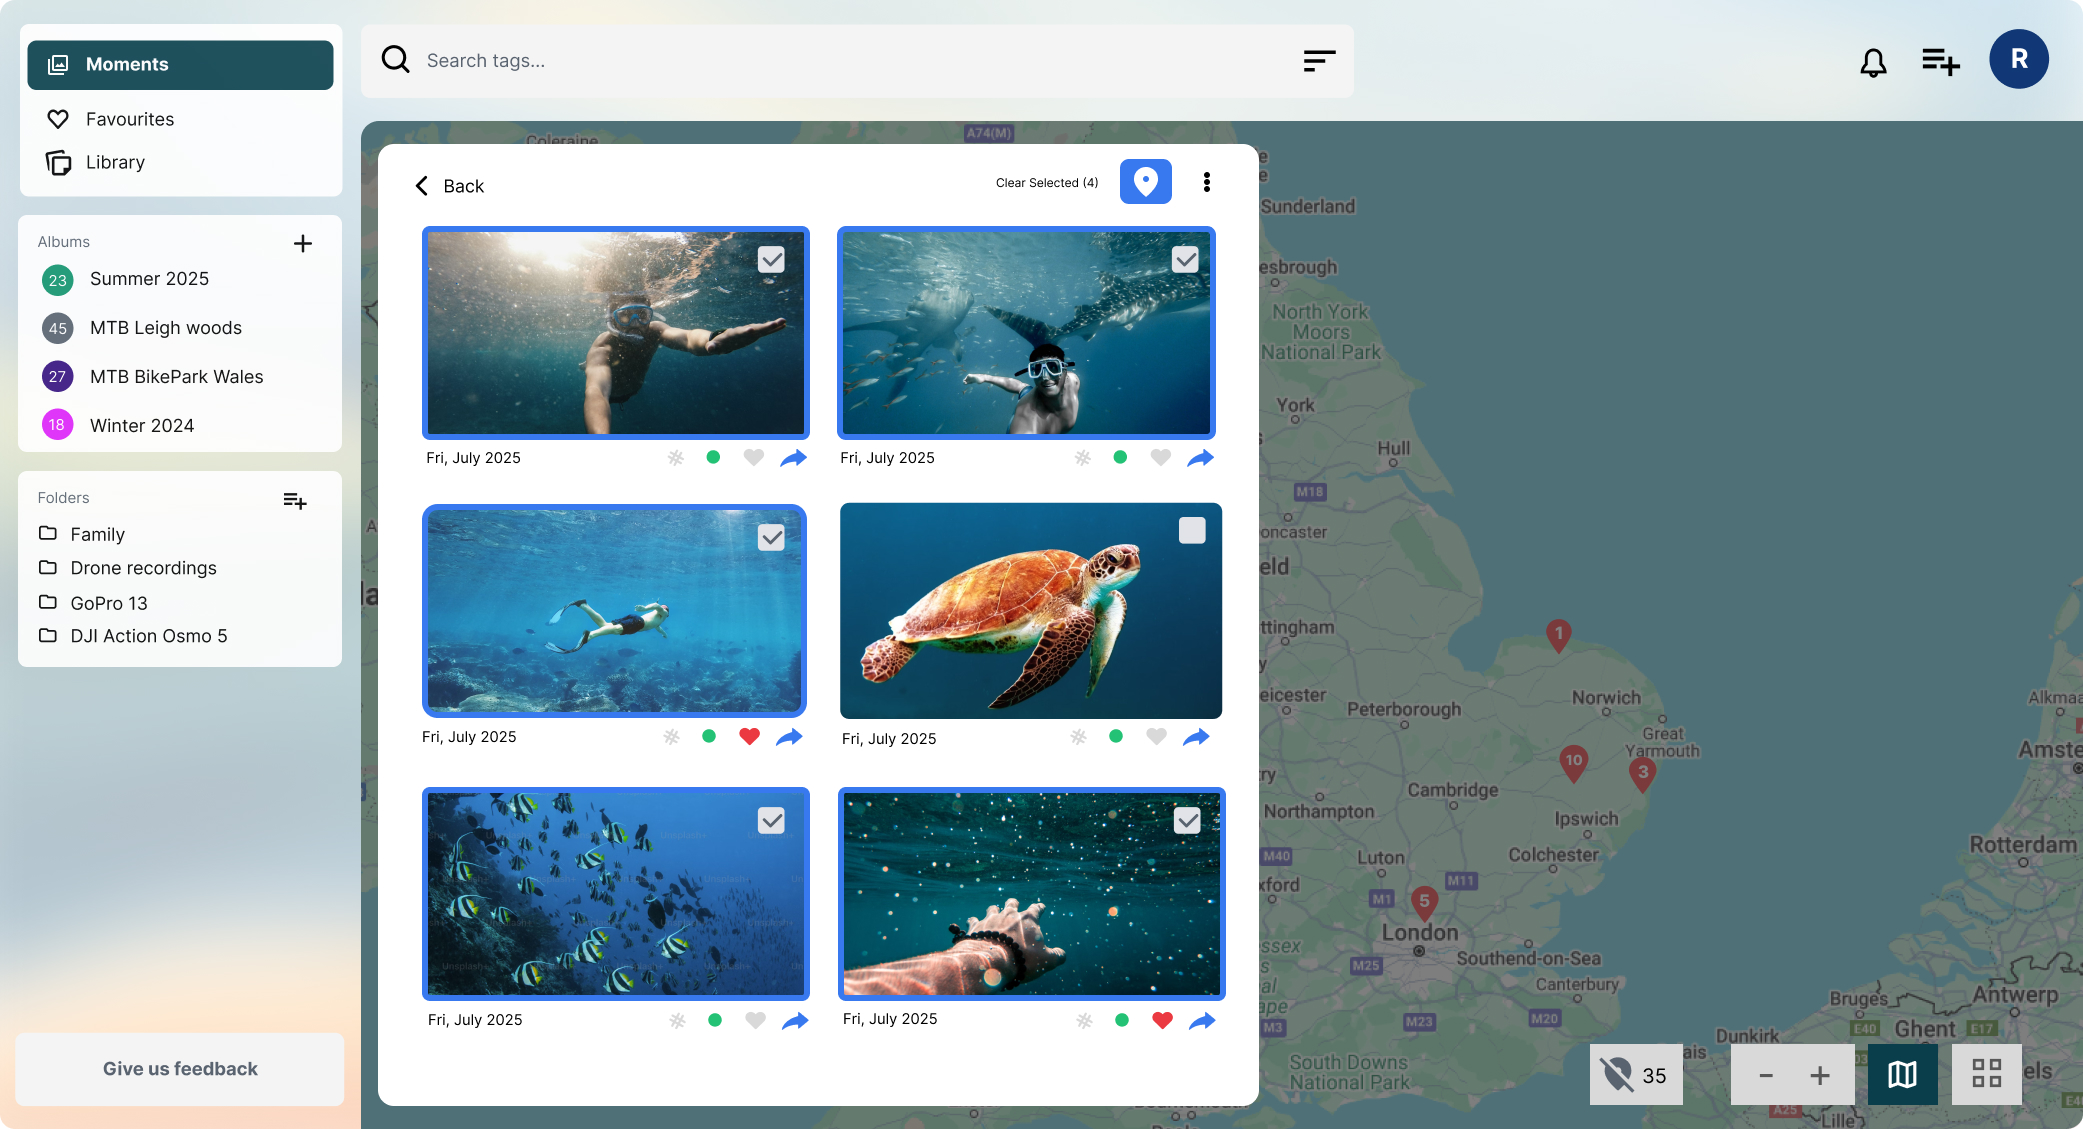 Moments
Favourites
Library
Albums
23 Summer 2025
45 MTB Leigh woods
27 MTB BikePark Wales
18 Winter 2024
Folders
Family
Drone recordings
GoPro 13
DJI Action Osmo 5
Give us feedback
Search tags...
R
Back
Clear Selected (4)
Fri, July 2025
#
Fri, July 2025
#
Fri, July 2025
#
Fri, July 2025
#
Unsplash+
Fri, July 2025
#
Fri, July 2025
#
Coleraine
A74(M)
Sunderland
esbrough
North York
Moors
National Park
York
Hull
M18
oncaster
eld
ttingham
1
eicester
Peterborough
Norwich
Great
Yarmouth
10
3
Cambridge
Northampton
Ipswich
M40
Luton
Colchester
M11
xford
M1
5
London
ssex
M25
Southend-on-Sea
Canterbury
ape
M3
M23
M20
South Downs
National Park
Alkmaa
Amste
Rotterdam
Bruges
Antwerp
E40
Ghent
E17
Dunkirk
ais
els
A25
Lille
E4
35
- +